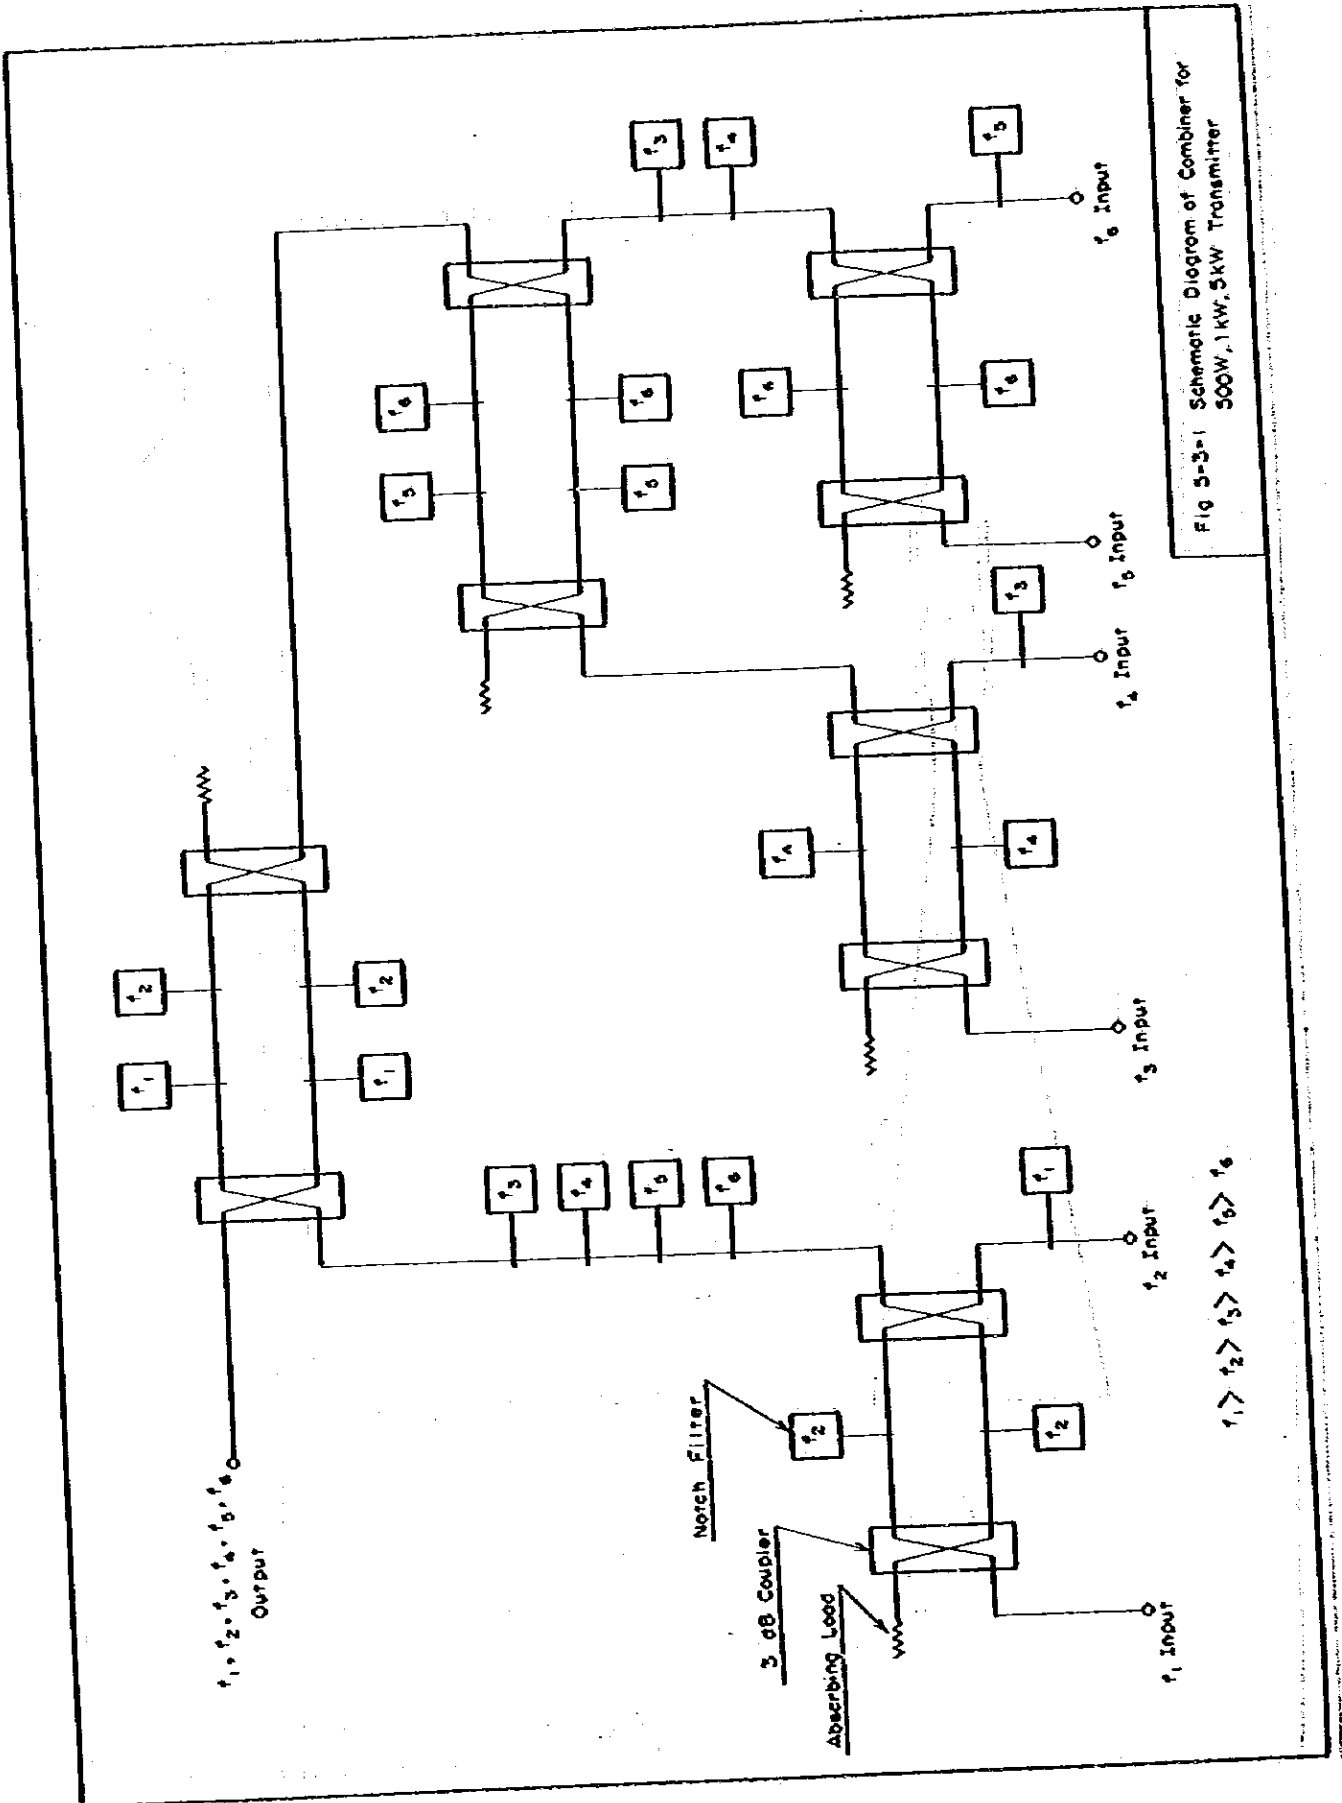 f₁, f₂, f₃, f₄, f₅, f₆
Output
f₁
f₂
f₁
f₂
f₃
f₄
f₅
f₆
f₅
f₆
f₅
f₆
f₃
f₄
Notch Filter
3 dB Coupler
Absorbing Load
f₂
f₂
f₁
f₄
f₄
f₃
f₆
f₆
f₅
f₁ Input
f₂ Input
f₃ Input
f₄ Input
f₅ Input
f₆ Input
f₁> f₂> f₃> f₄> f₅> f₆
Fig 5-3-1 Schematic Diagram of Combiner for
500W, 1kW, 5kW Transmitter